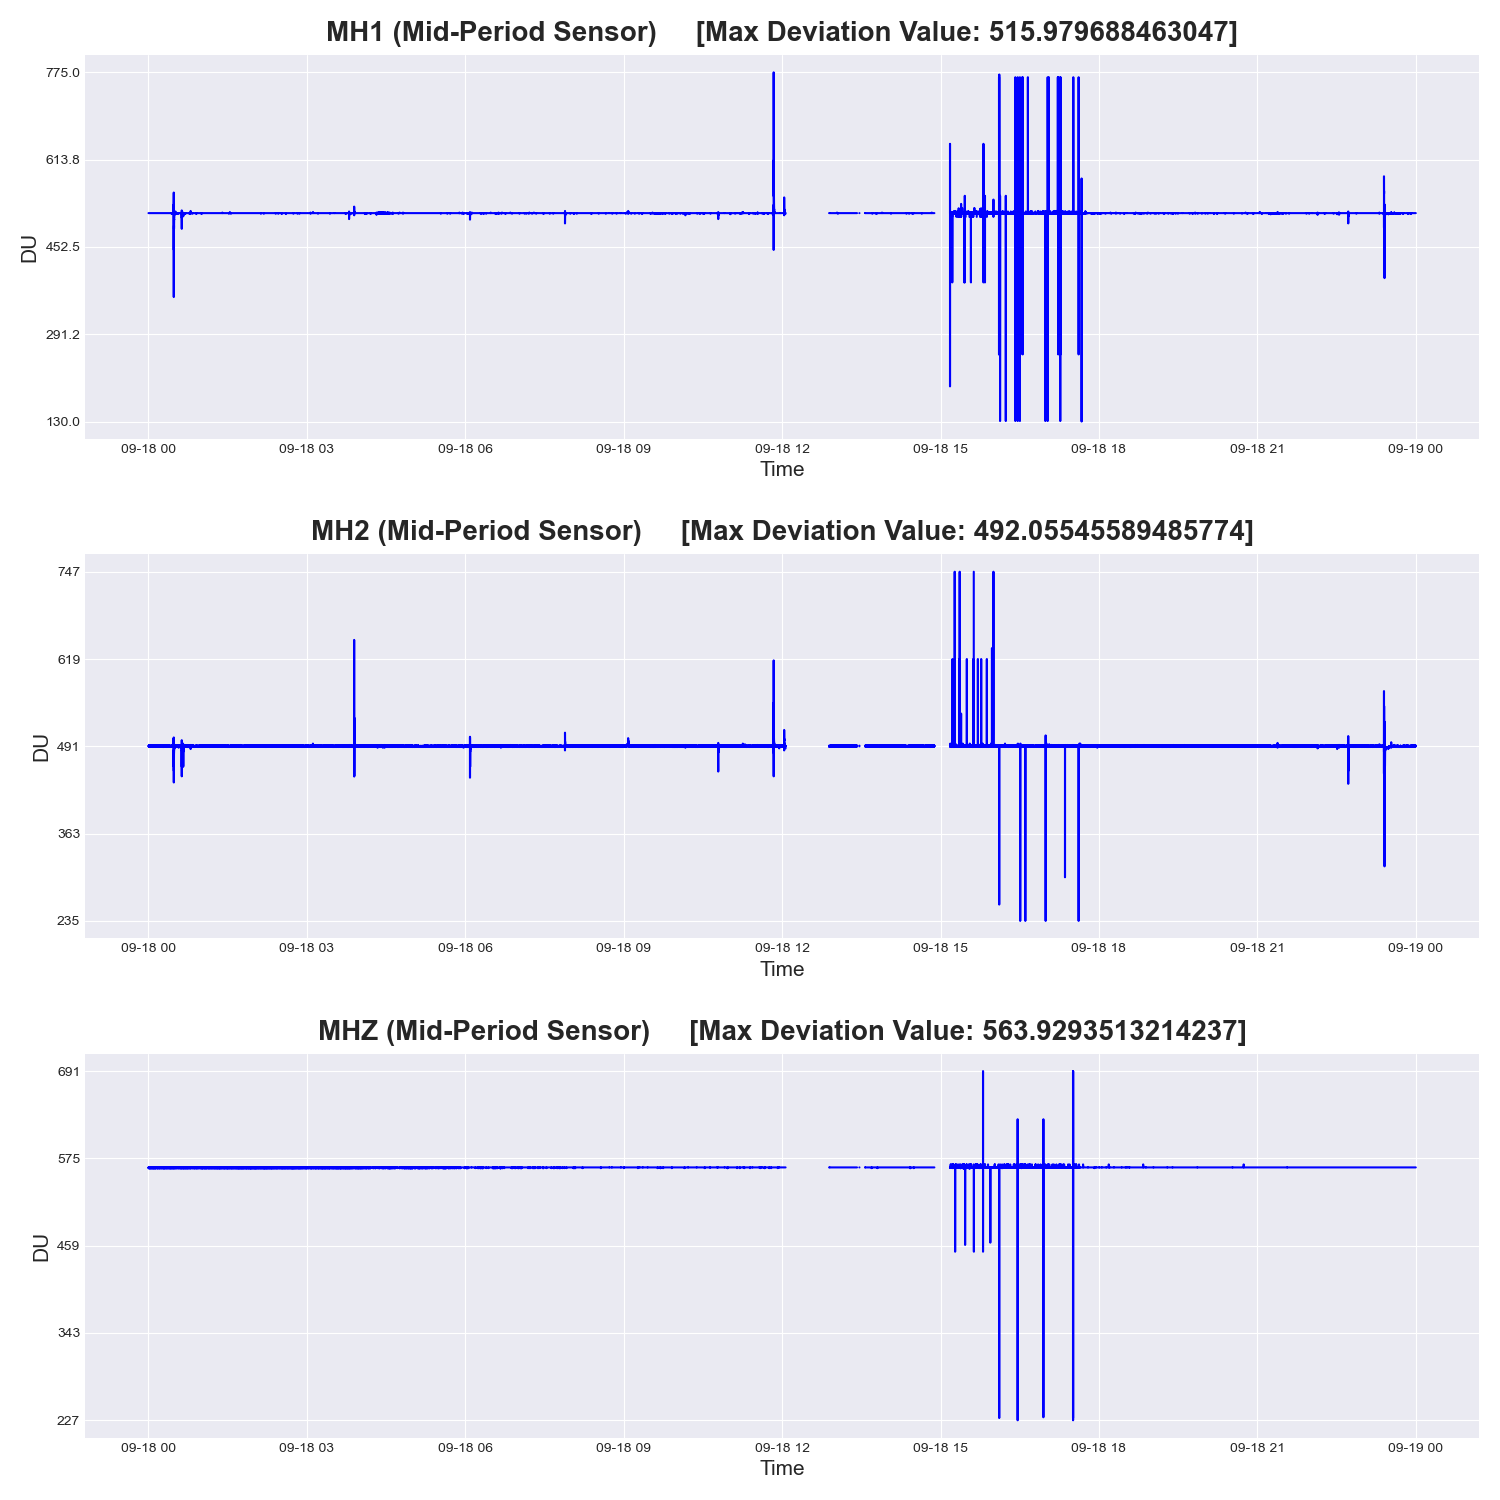 MH1 (Mid-Period Sensor) [Max Deviation Value: 515.979688463047]
775.0
613.8
452.5
291.2
130.0
DU
09-18 00 09-18 03 09-18 06 09-18 09 09-18 12 09-18 15 09-18 18 09-18 21 09-19 00
Time
MH2 (Mid-Period Sensor) [Max Deviation Value: 492.05545589485774]
747
619
491
363
235
DU
09-18 00 09-18 03 09-18 06 09-18 09 09-18 12 09-18 15 09-18 18 09-18 21 09-19 00
Time
MHZ (Mid-Period Sensor) [Max Deviation Value: 563.9293513214237]
691
575
459
343
227
DU
09-18 00 09-18 03 09-18 06 09-18 09 09-18 12 09-18 15 09-18 18 09-18 21 09-19 00
Time